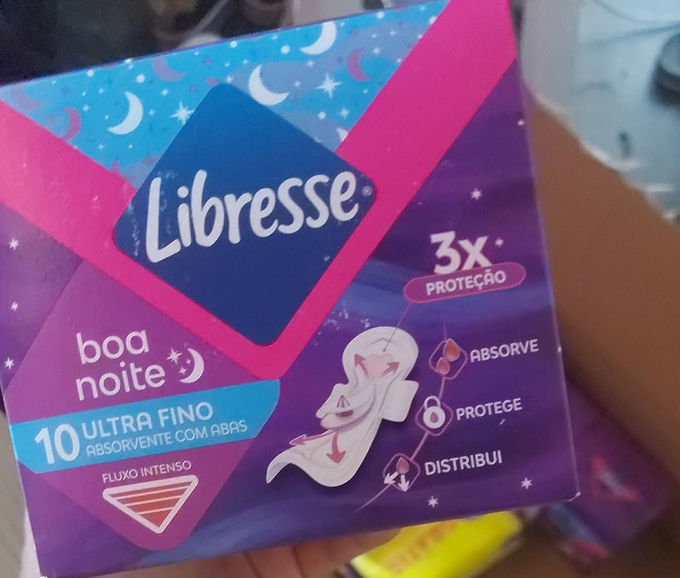 Libresse®
3x
PROTEÇÃO
boa
noite
10 ULTRA FINO
ABSORVENTE COM ABAS
FLUXO INTENSO
ABSORVE
PROTEGE
DISTRIBUI